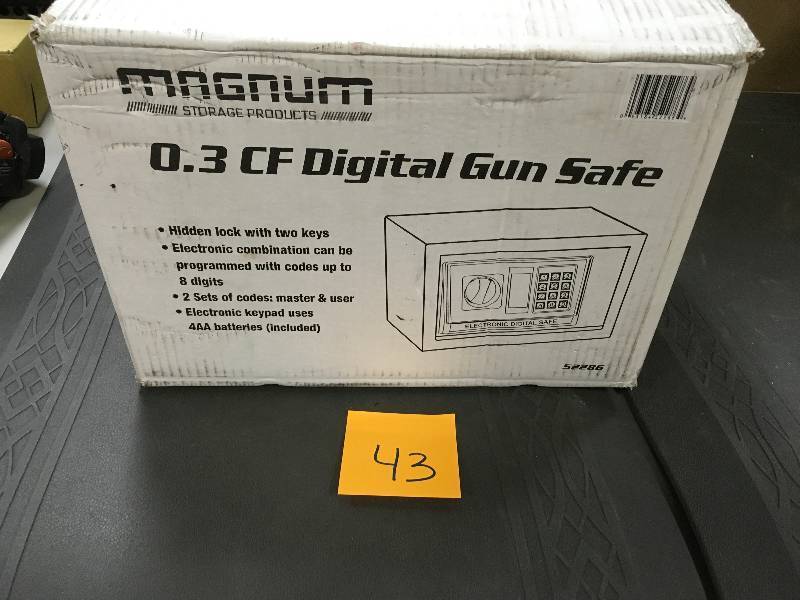 MAGNUM
STORAGE PRODUCTS
0.3 CF Digital Gun Safe
• Hidden lock with two keys
• Electronic combination can be
programmed with codes up to
8 digits
• 2 Sets of codes: master & user
• Electronic keypad uses
4AA batteries (included)
ELECTRONIC DIGITAL SAFE
52286
43